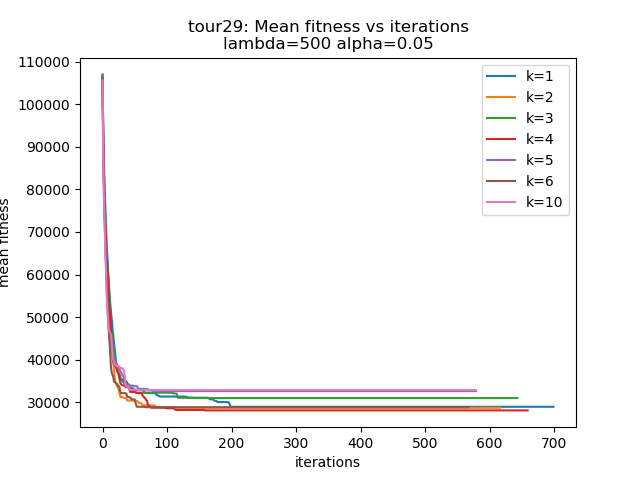 tour29: Mean fitness vs iterations
lambda=500 alpha=0.05
110000
100000
90000
80000
70000
60000
50000
40000
30000
mean fitness
k=1
k=2
k=3
k=4
k=5
k=6
k=10
0 100 200 300 400 500 600 700
iterations